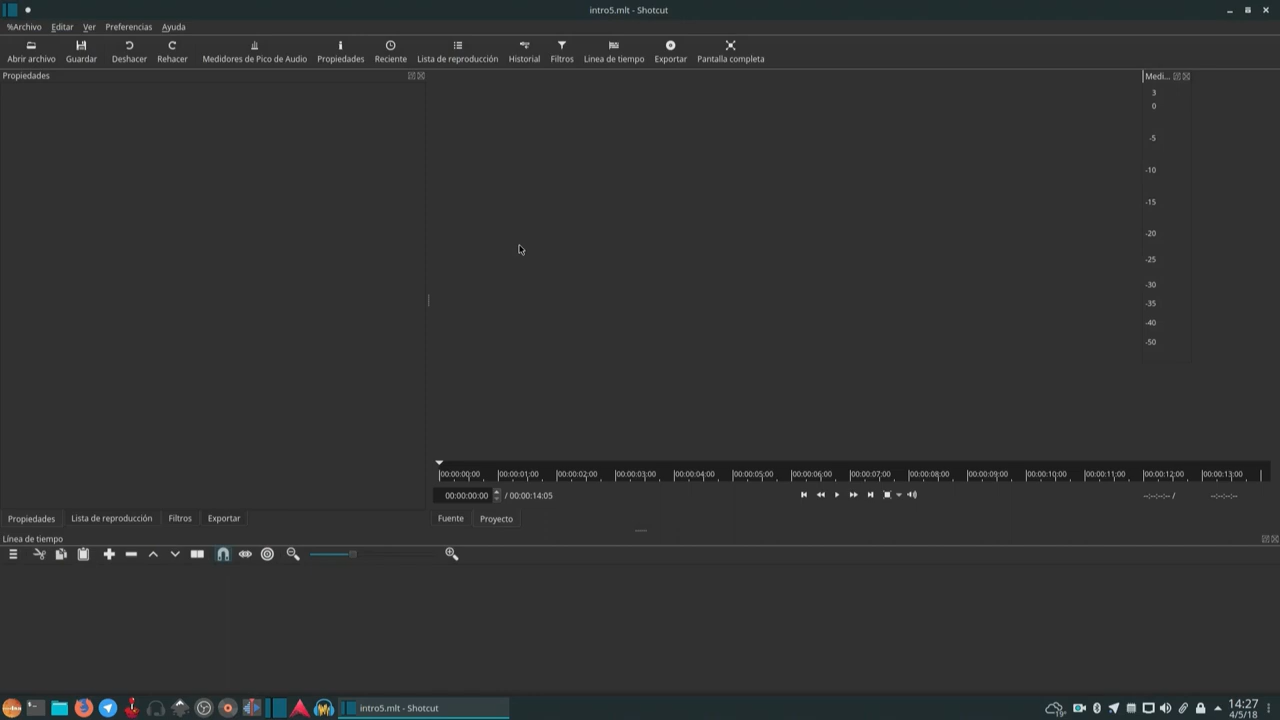 intro5.mlt - Shotcut
%Archivo Editar Ver Preferencias Ayuda
Abrir archivo Guardar Deshacer Rehacer Medidores de Pico de Audio Propiedades Reciente Lista de reproducción Historial Filtros Línea de tiempo Exportar Pantalla completa
Propiedades
Medi...
3
0
-5
-10
-15
-20
-25
-30
-35
-40
-50
00:00:00:00 00:00:01:00 00:00:02:00 00:00:03:00 00:00:04:00 00:00:05:00 00:00:06:00 00:00:07:00 00:00:08:00 00:00:09:00 00:00:10:00 00:00:11:00 00:00:12:00 00:00:13:00
00:00:00:00 / 00:00:14:05 --:--:--:-- / --:--:--:--
Propiedades Lista de reproducción Filtros Exportar Fuente Proyecto
Línea de tiempo
intro5.mlt - Shotcut
19°
14:27
4/5/18